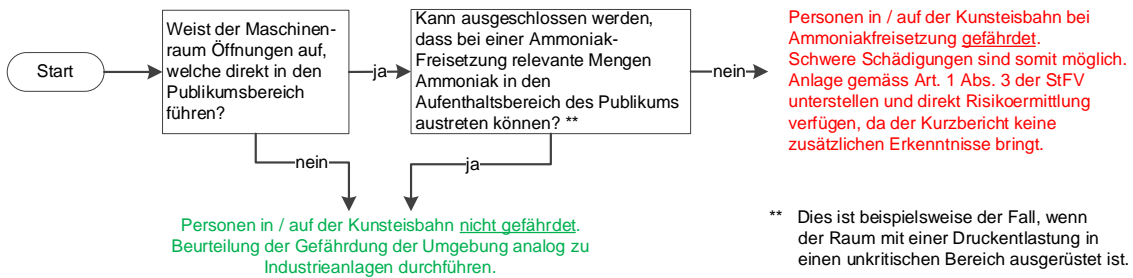 Start
Weist der Maschinen-
raum Öffnungen auf,
welche direkt in den
Publikumsbereich
führen?
ja
Kann ausgeschlossen werden,
dass bei einer Ammoniak-
Freisetzung relevante Mengen
Ammoniak in den
Aufenthaltsbereich des Publikums
austreten können? **
nein
Personen in / auf der Kunsteisbahn bei
Ammoniakfreisetzung gefährdet.
Schwere Schädigungen sind somit möglich.
Anlage gemäss Art. 1 Abs. 3 der StFV
unterstellen und direkt Risikoermittlung
verfügen, da der Kurzbericht keine
zusätzlichen Erkenntnisse bringt.
nein
ja
Personen in / auf der Kunsteisbahn nicht gefährdet.
Beurteilung der Gefährdung der Umgebung analog zu
Industrieanlagen durchführen.
** Dies ist beispielsweise der Fall, wenn
der Raum mit einer Druckentlastung in
einen unkritischen Bereich ausgerüstet ist.